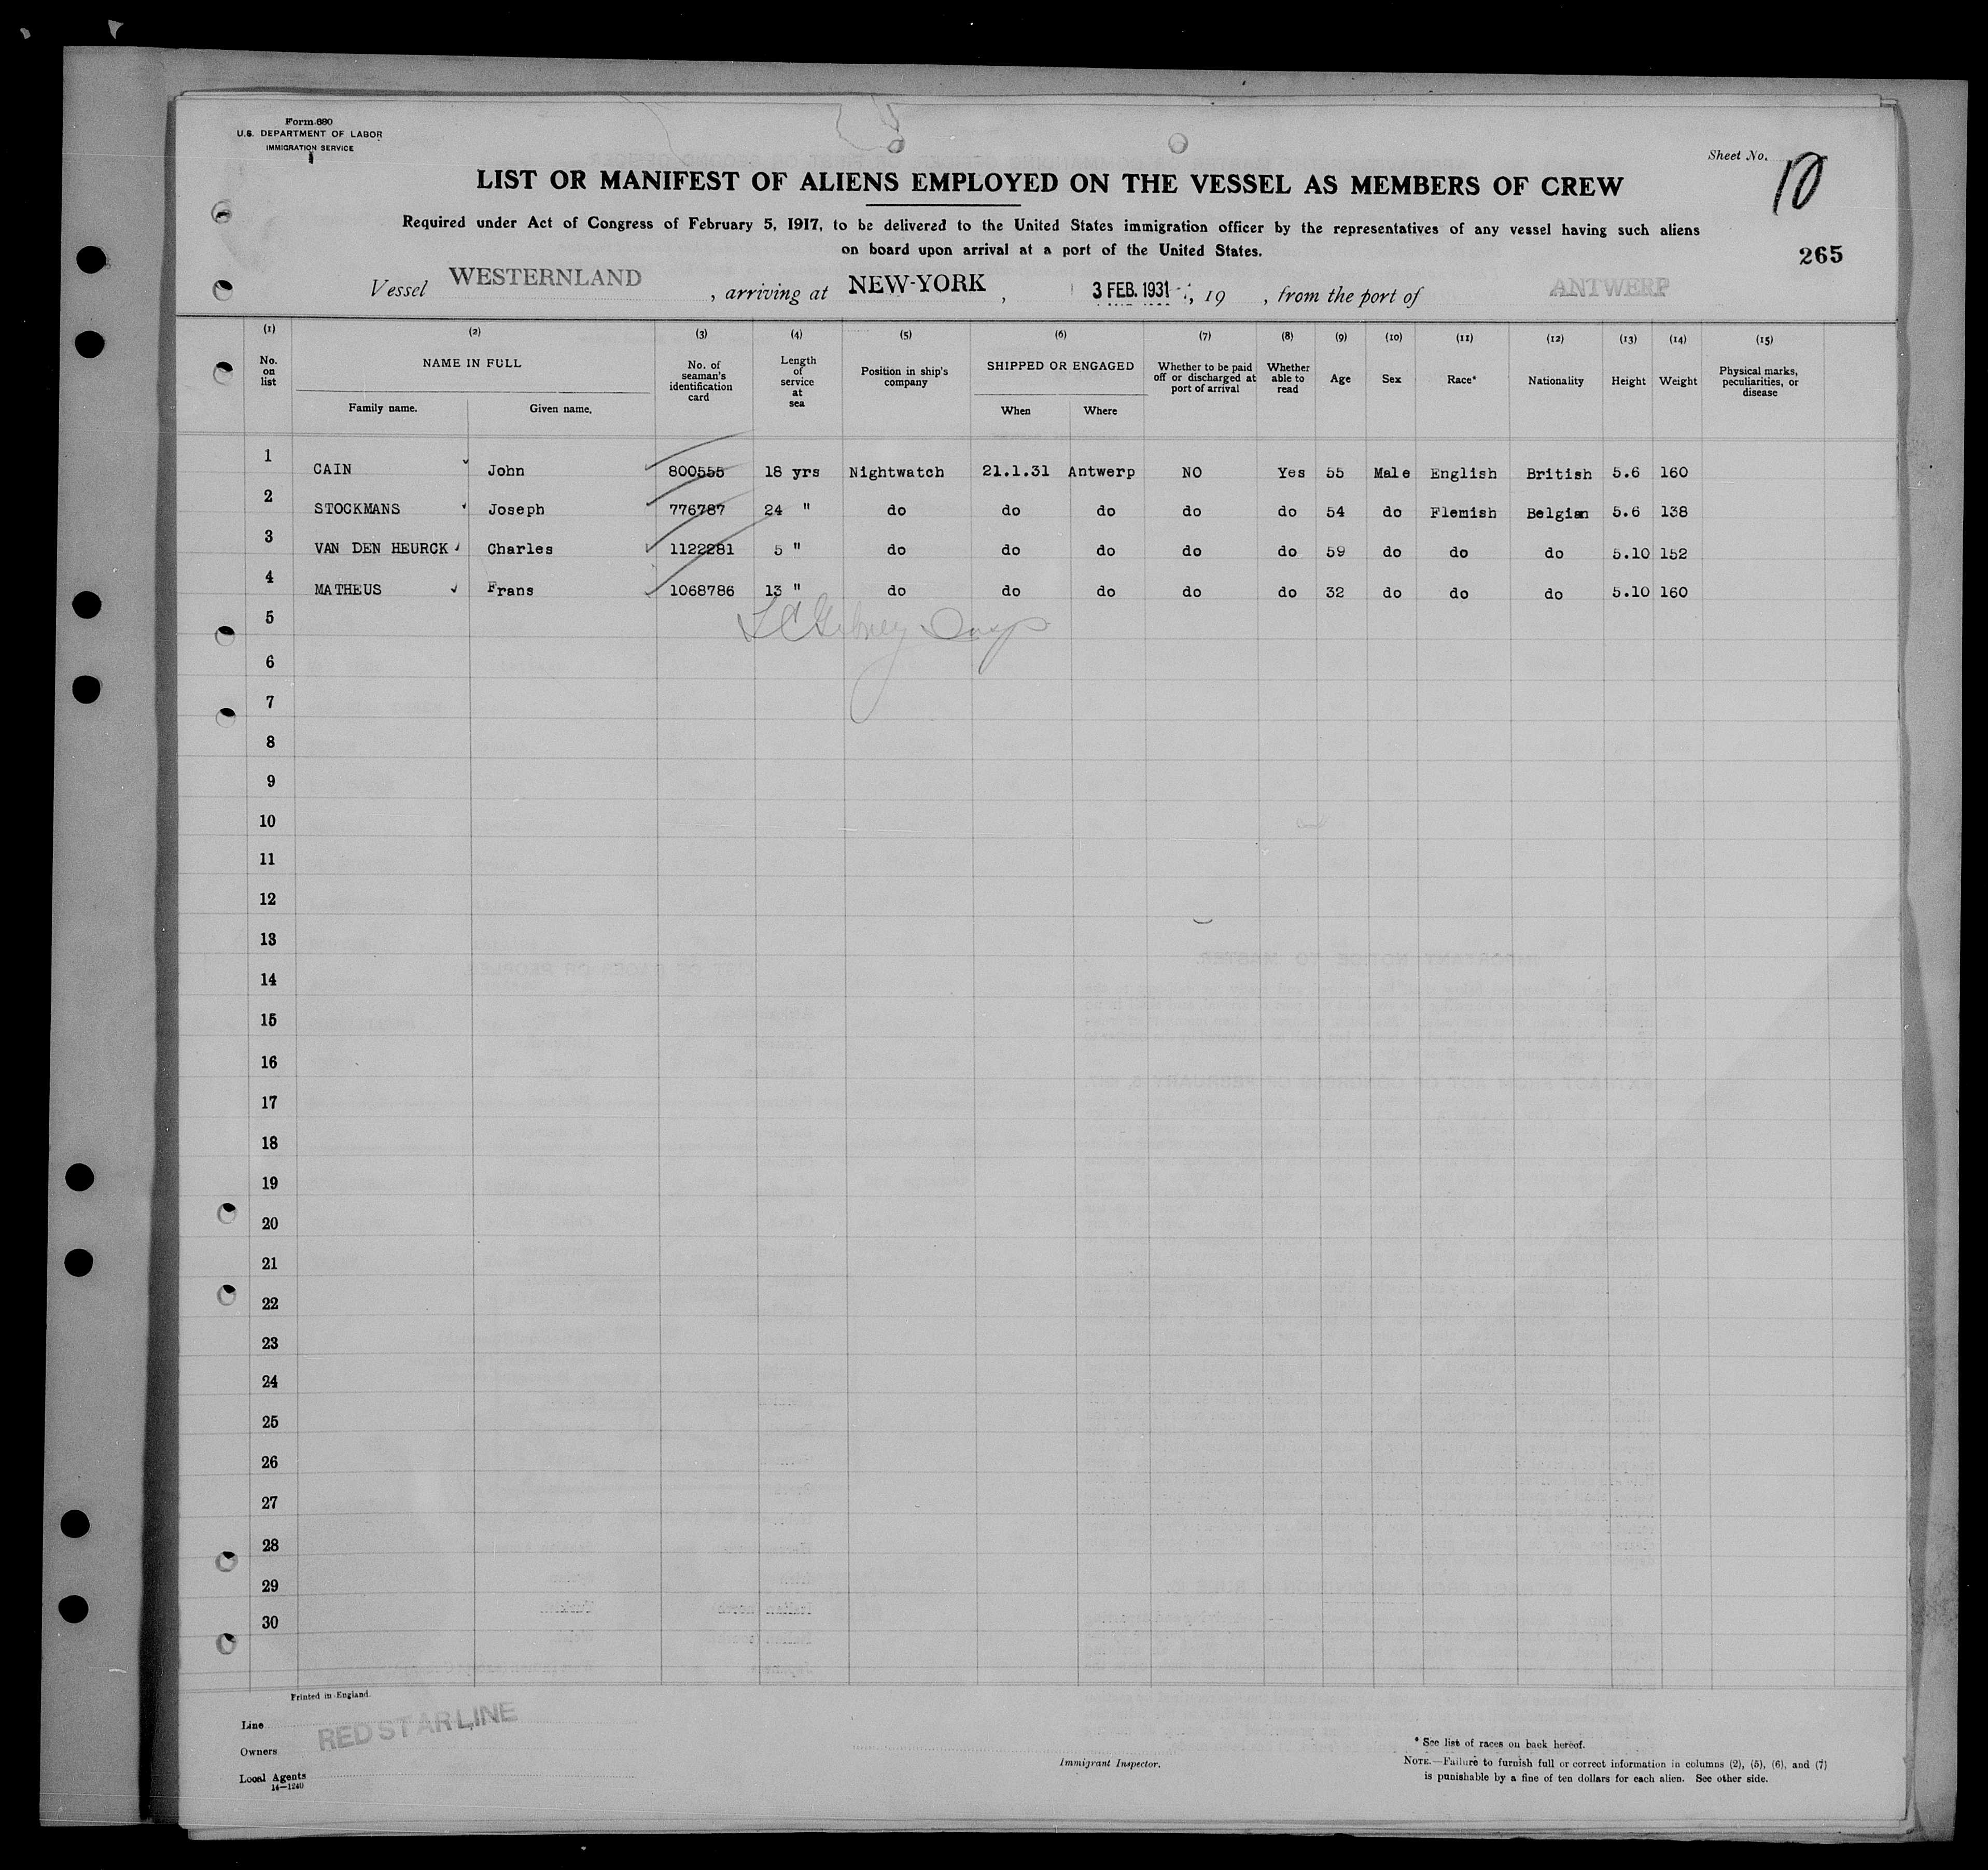 Form 680
U.S. DEPARTMENT OF LABOR
IMMIGRATION SERVICE
Sheet No. 10
LIST OR MANIFEST OF ALIENS EMPLOYED ON THE VESSEL AS MEMBERS OF CREW
Required under Act of Congress of February 5, 1917, to be delivered to the United States immigration officer by the representatives of any vessel having such aliens
on board upon arrival at a port of the United States.
265
Vessel WESTERNLAND , arriving at NEW-YORK , 3 FEB. 1931 , 19 , from the port of ANTWERP
(1) (2) (3) (4) (5) (6) (7) (8) (9) (10) (11) (12) (13) (14) (15)
No. on list NAME IN FULL Family name. Given name. No. of seaman's identification card Length of service at sea Position in ship's company SHIPPED OR ENGAGED When Where Whether to be paid off or discharged at port of arrival Whether able to read Age Sex Race* Nationality Height Weight Physical marks, peculiarities, or disease
1 CAIN John 800555 18 yrs Nightwatch 21.1.31 Antwerp NO Yes 55 Male English British 5.6 160
2 STOCKMANS Joseph 776787 24 " do do do do do 54 do Flemish Belgian 5.6 138
3 VAN DEN HEURCK Charles 1122281 5 " do do do do do 59 do do do 5.10 152
4 MATHEUS Frans 1068786 13 " do do do do do 32 do do do 5.10 160
5
6
7
8
9
10
11
12
13
14
15
16
17
18
19
20
21
22
23
24
25
26
27
28
29
30
Printed in England.
Line RED STAR LINE
Owners
Local Agents
14—1240
Immigrant Inspector.
* See list of races on back hereof.
NOTE.—Failure to furnish full or correct information in columns (2), (5), (6), and (7)
is punishable by a fine of ten dollars for each alien. See other side.